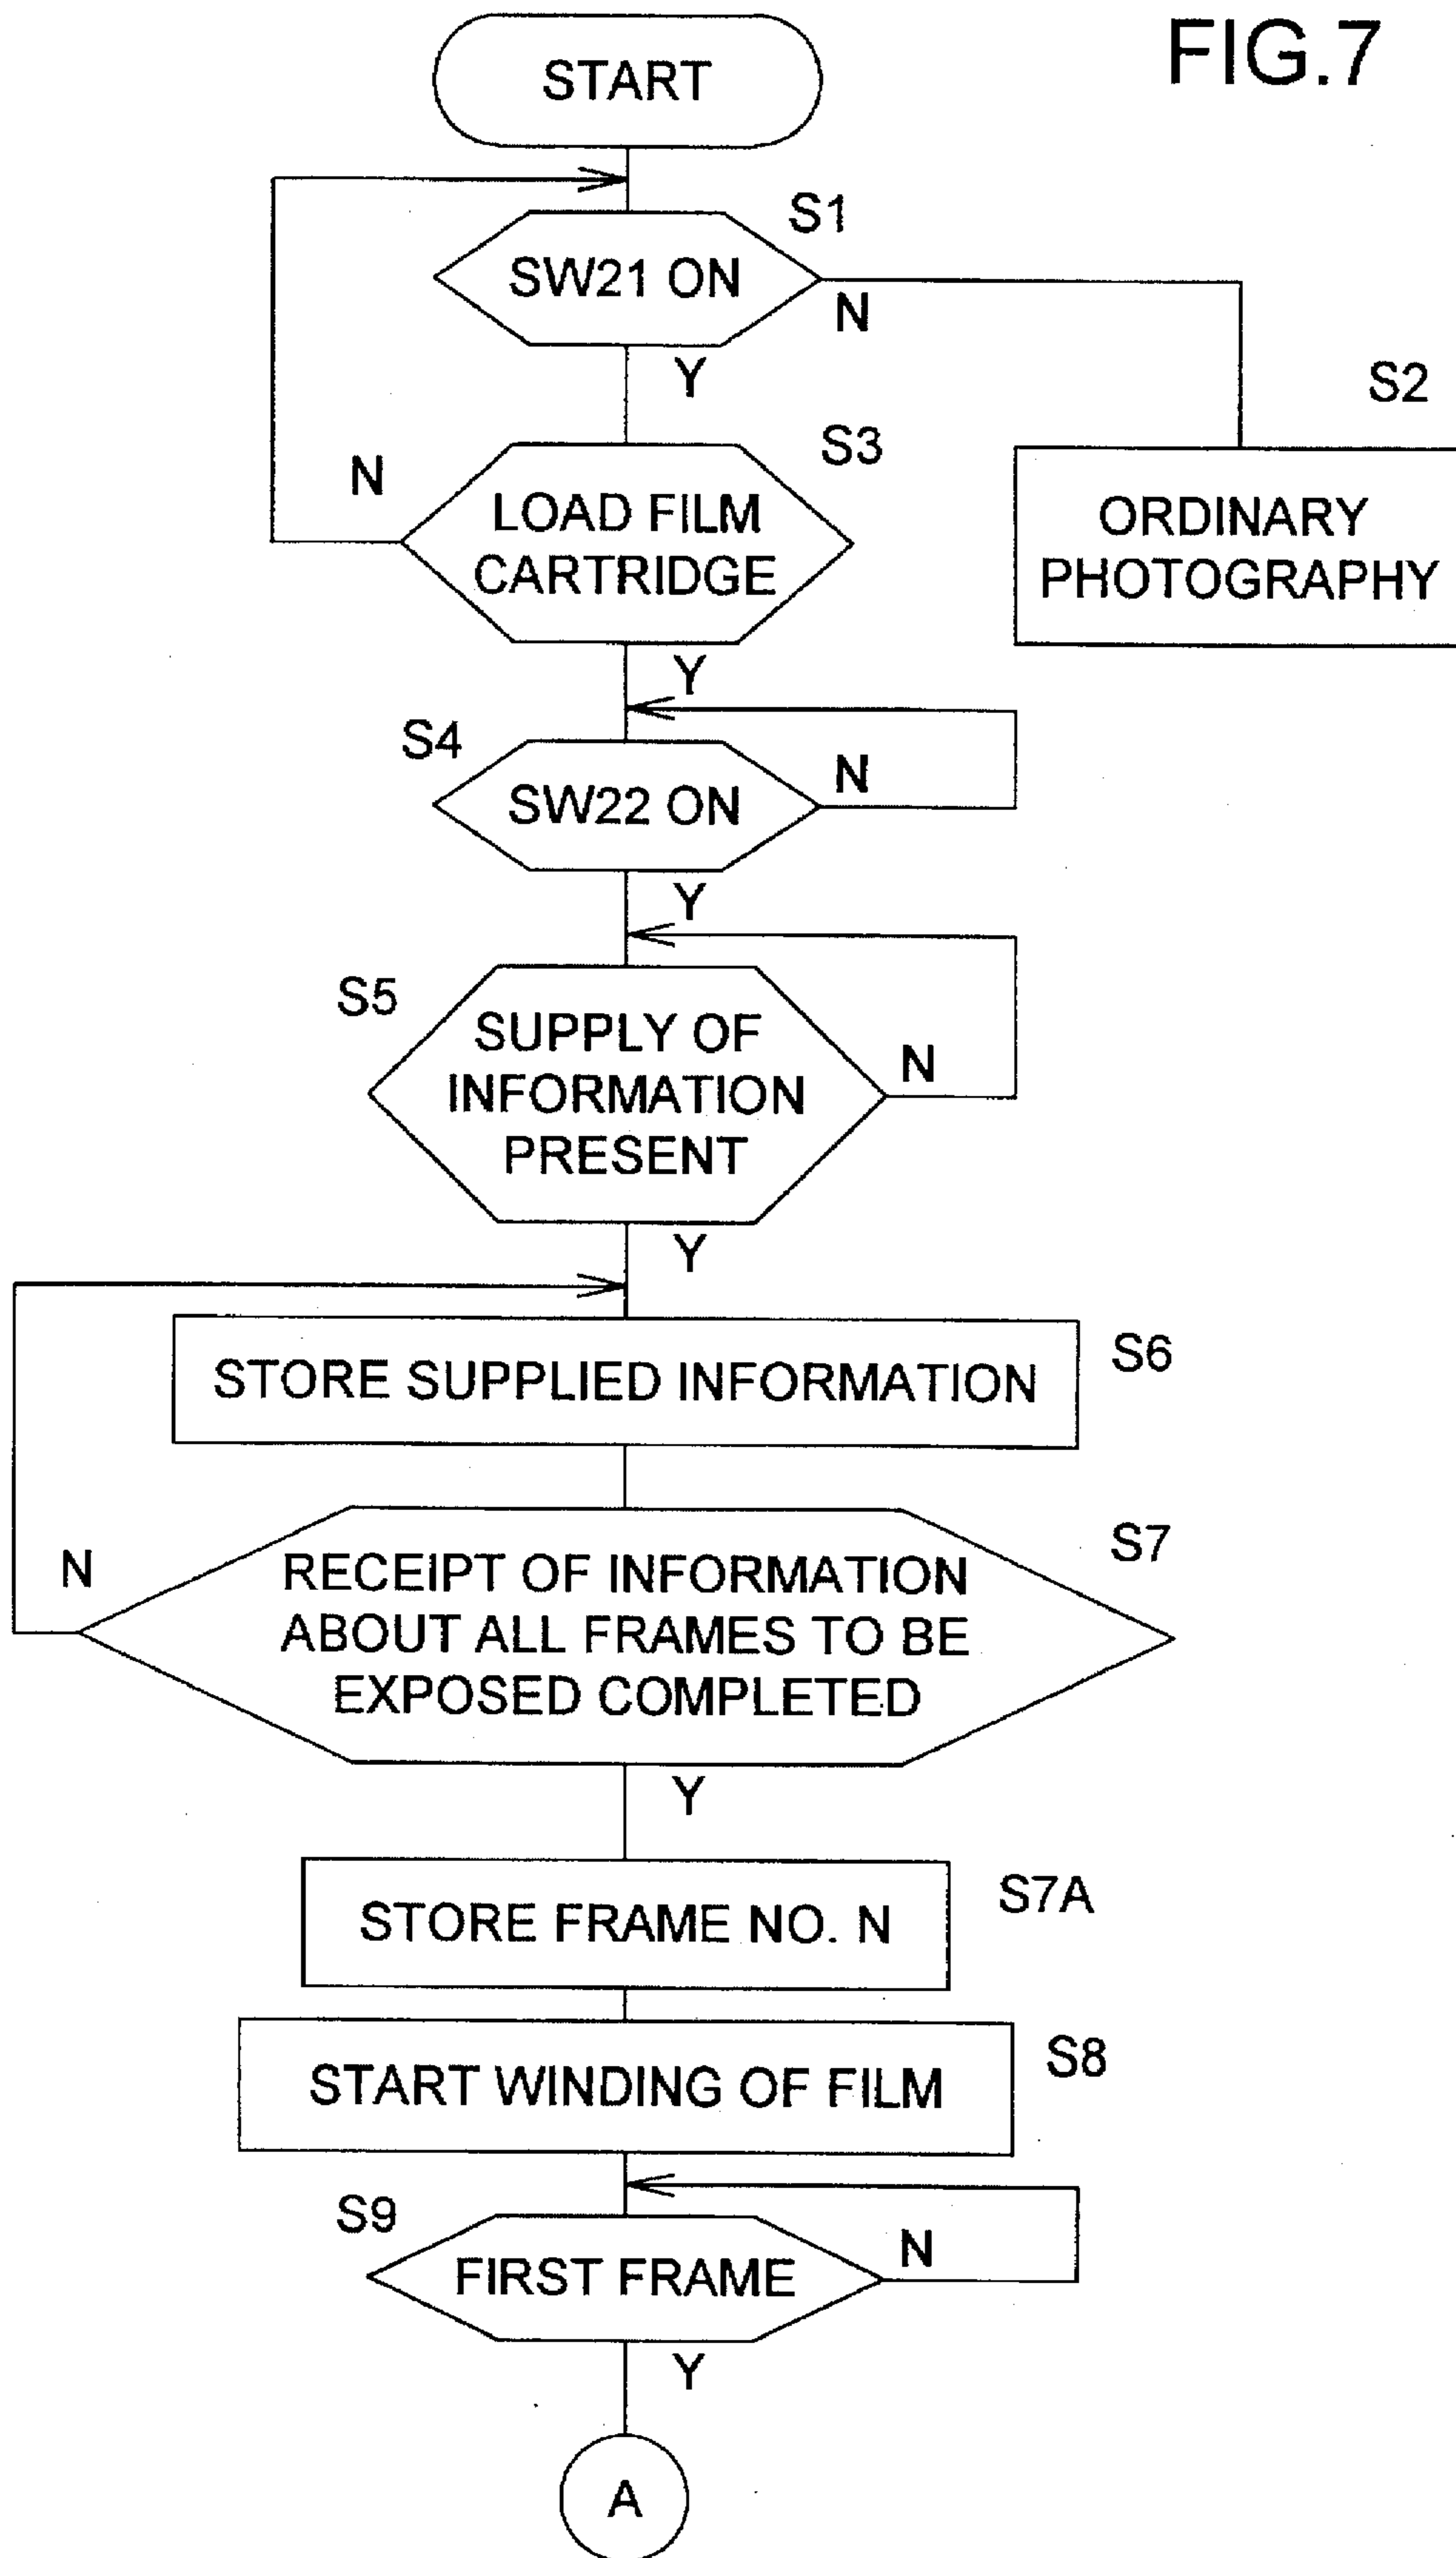 FIG.7
START
S1
SW21 ON
N
Y
S2
ORDINARY
PHOTOGRAPHY
S3
N
LOAD FILM
CARTRIDGE
Y
S4
SW22 ON
N
Y
S5
SUPPLY OF
INFORMATION
PRESENT
N
Y
STORE SUPPLIED INFORMATION
S6
S7
N
RECEIPT OF INFORMATION
ABOUT ALL FRAMES TO BE
EXPOSED COMPLETED
Y
STORE FRAME NO. N
S7A
START WINDING OF FILM
S8
S9
FIRST FRAME
N
Y
A